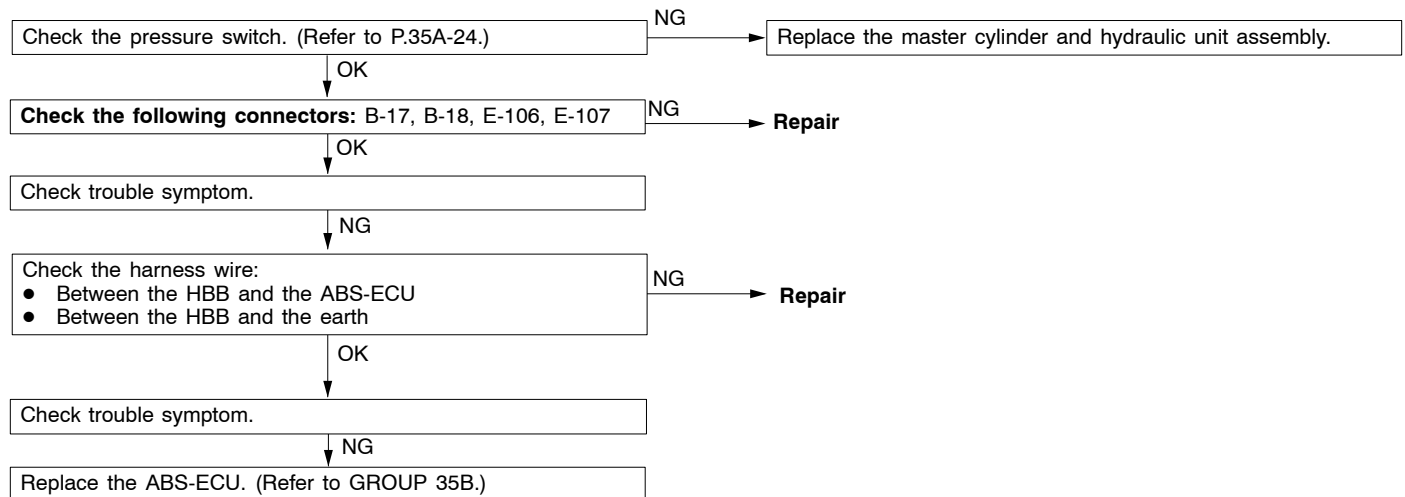 Check the pressure switch. (Refer to P.35A-24.)
NG
Replace the master cylinder and hydraulic unit assembly.
OK
Check the following connectors: B-17, B-18, E-106, E-107
NG
Repair
OK
Check trouble symptom.
NG
Check the harness wire:
● Between the HBB and the ABS-ECU
● Between the HBB and the earth
NG
Repair
OK
Check trouble symptom.
NG
Replace the ABS-ECU. (Refer to GROUP 35B.)